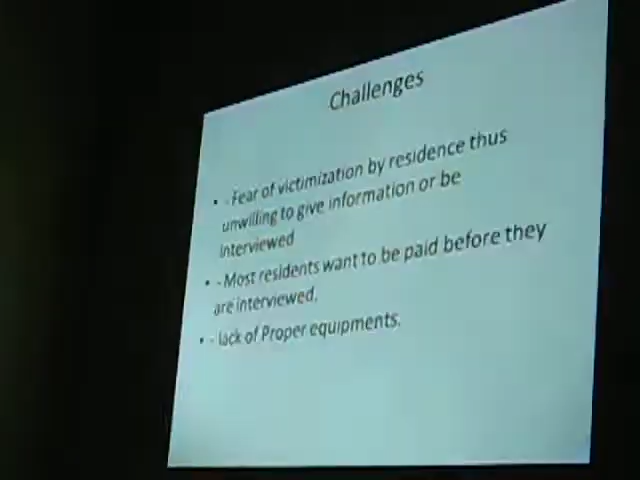 Challenges
• - Fear of victimization by residence thus
unwilling to give information or be
interviewed
• - Most residents want to be paid before they
are interviewed.
• - lack of Proper equipments.